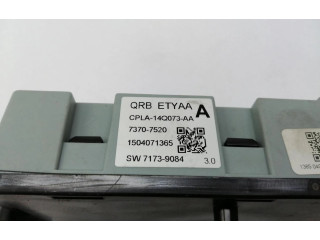 QRB ETYAA A
CPLA-14Q073-AA
7370-7520
1504071365
SW 7173-9084 3.0